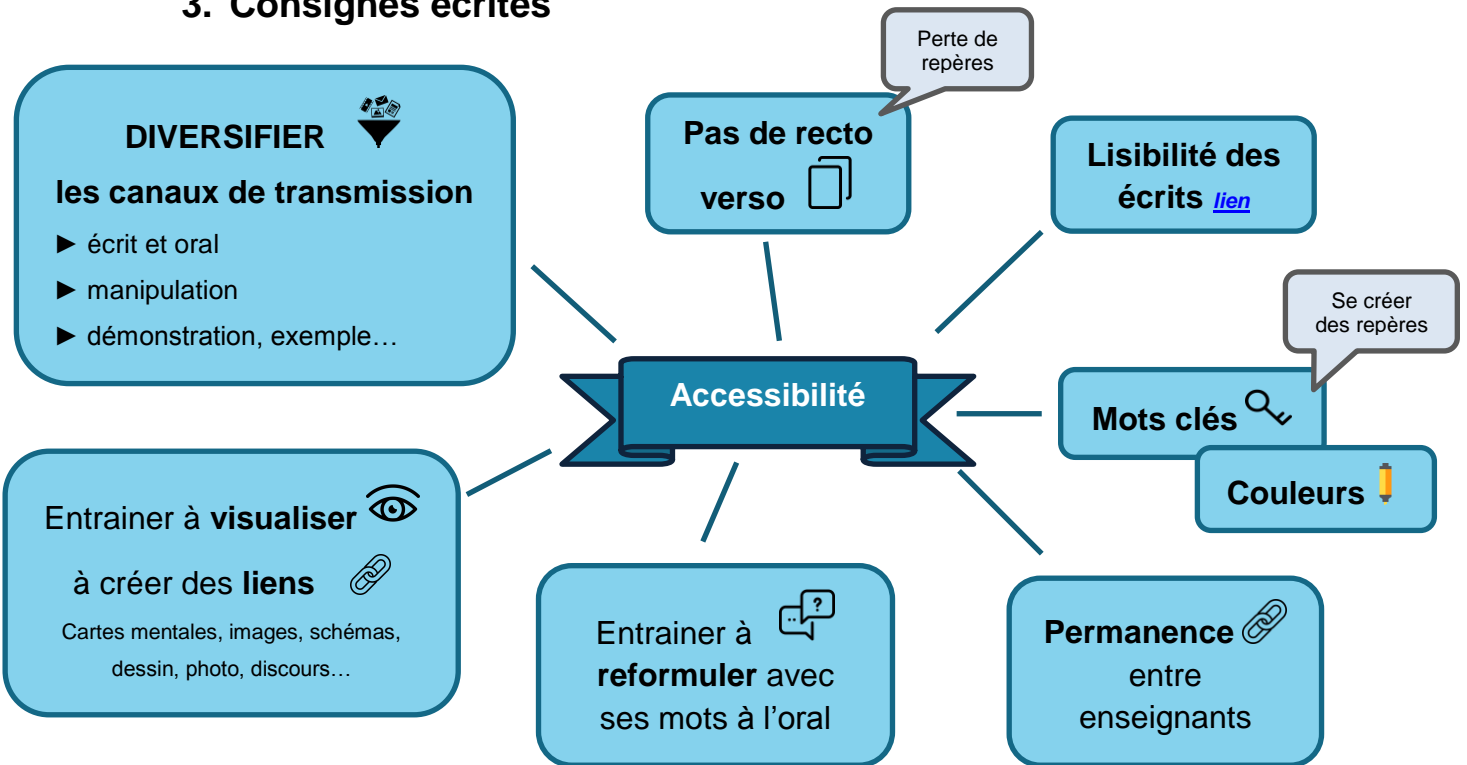 3. Consignes écrites
Perte de
repères
DIVERSIFIER
les canaux de transmission
► écrit et oral
► manipulation
► démonstration, exemple…
Pas de recto
verso
Lisibilité des
écrits lien
Se créer
des repères
Accessibilité
Mots clés
Couleurs
Entrainer à visualiser
à créer des liens
Cartes mentales, images, schémas,
dessin, photo, discours…
Entrainer à
reformuler avec
ses mots à l’oral
Permanence
entre
enseignants